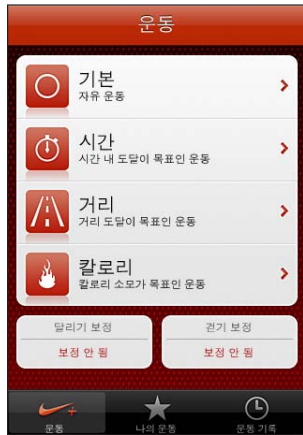 운동
기본
자유 운동
시간
시간 내 도달이 목표인 운동
거리
거리 도달이 목표인 운동
칼로리
칼로리 소모가 목표인 운동
달리기 보정
걷기 보정
보정 안 됨
보정 안 됨
운동
나의 운동
운동 기록